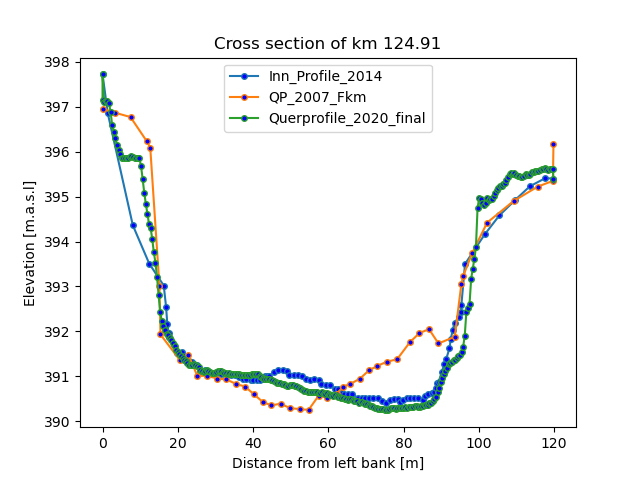 Cross section of km 124.91
Inn_Profile_2014
QP_2007_Fkm
Querprofile_2020_final
Elevation [m.a.s.l]
398
397
396
395
394
393
392
391
390
0 20 40 60 80 100 120
Distance from left bank [m]